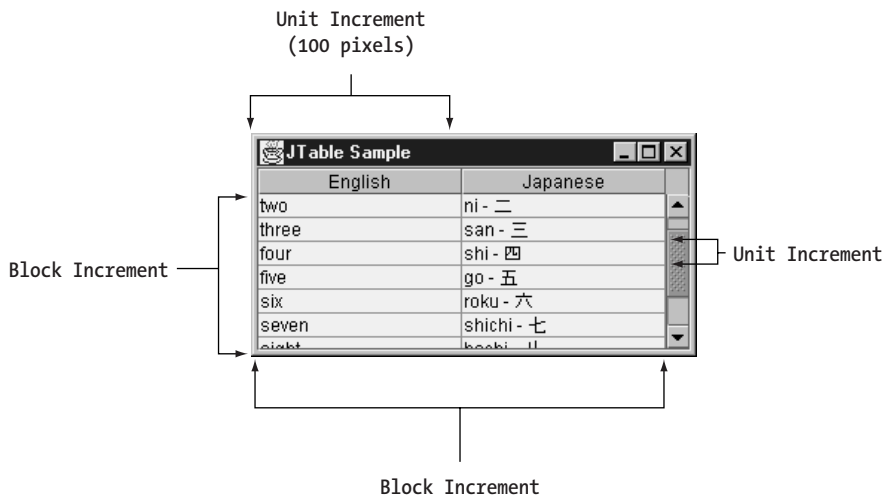 Unit Increment
(100 pixels)
JTable Sample
English Japanese
two ni - 二
three san - 三
four shi - 四
five go - 五
six roku - 六
seven shichi - 七
Block Increment
Unit Increment
Block Increment